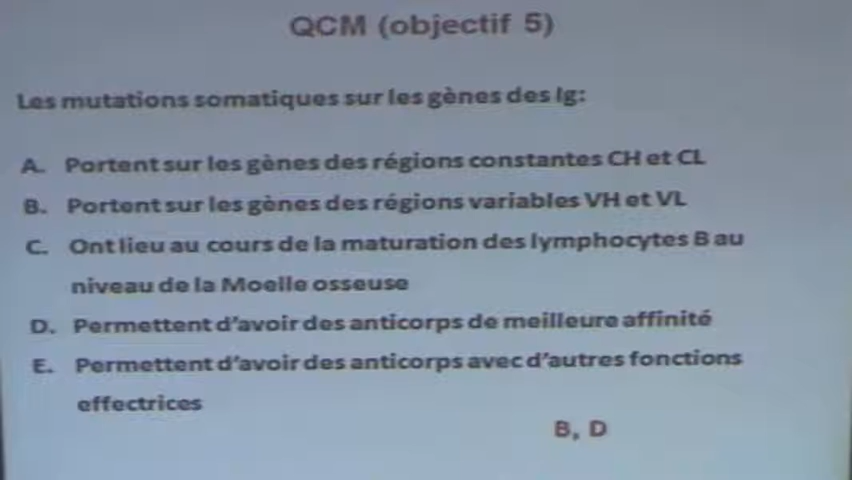 QCM (objectif 5)
Les mutations somatiques sur les gènes des Ig:
A. Portent sur les gènes des régions constantes CH et CL
B. Portent sur les gènes des régions variables VH et VL
C. Ont lieu au cours de la maturation des lymphocytes B au
niveau de la Moelle osseuse
D. Permettent d'avoir des anticorps de meilleure affinité
E. Permettent d'avoir des anticorps avec d'autres fonctions
effectrices
B, D